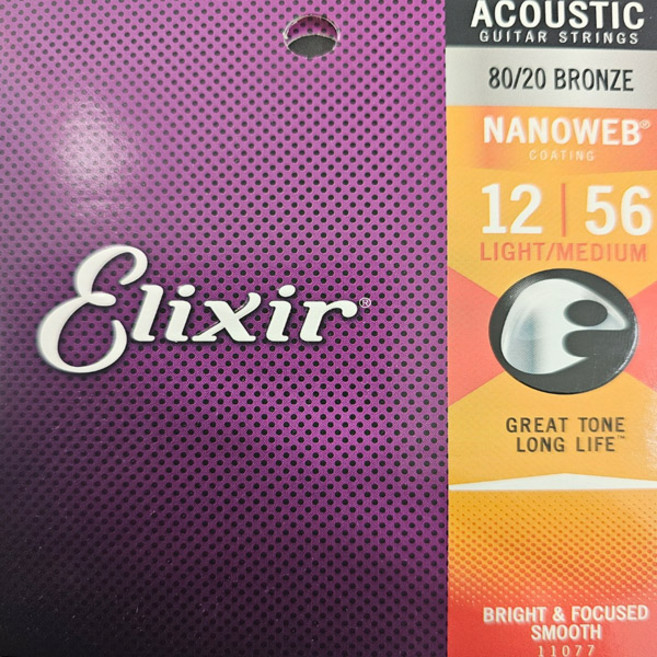 Elixir®
ACOUSTIC
GUITAR STRINGS
80/20 BRONZE
NANOWEB®
COATING
12 | 56
LIGHT/MEDIUM
GREAT TONE
LONG LIFE™
BRIGHT & FOCUSED
SMOOTH
11077